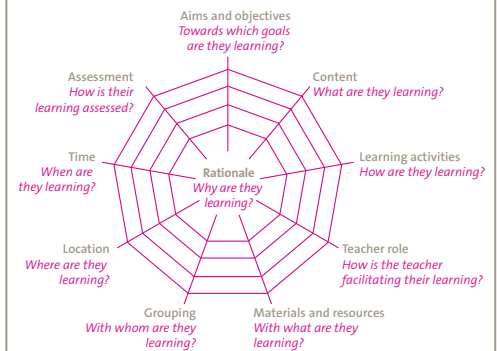 Aims and objectives
Towards which goals
are they learning?
Content
What are they learning?
Learning activities
How are they learning?
Teacher role
How is the teacher
facilitating their learning?
Materials and resources
With what are they
learning?
Grouping
With whom are they
learning?
Location
Where are they
learning?
Time
When are
they learning?
Assessment
How is their
learning assessed?
Rationale
Why are they
learning?